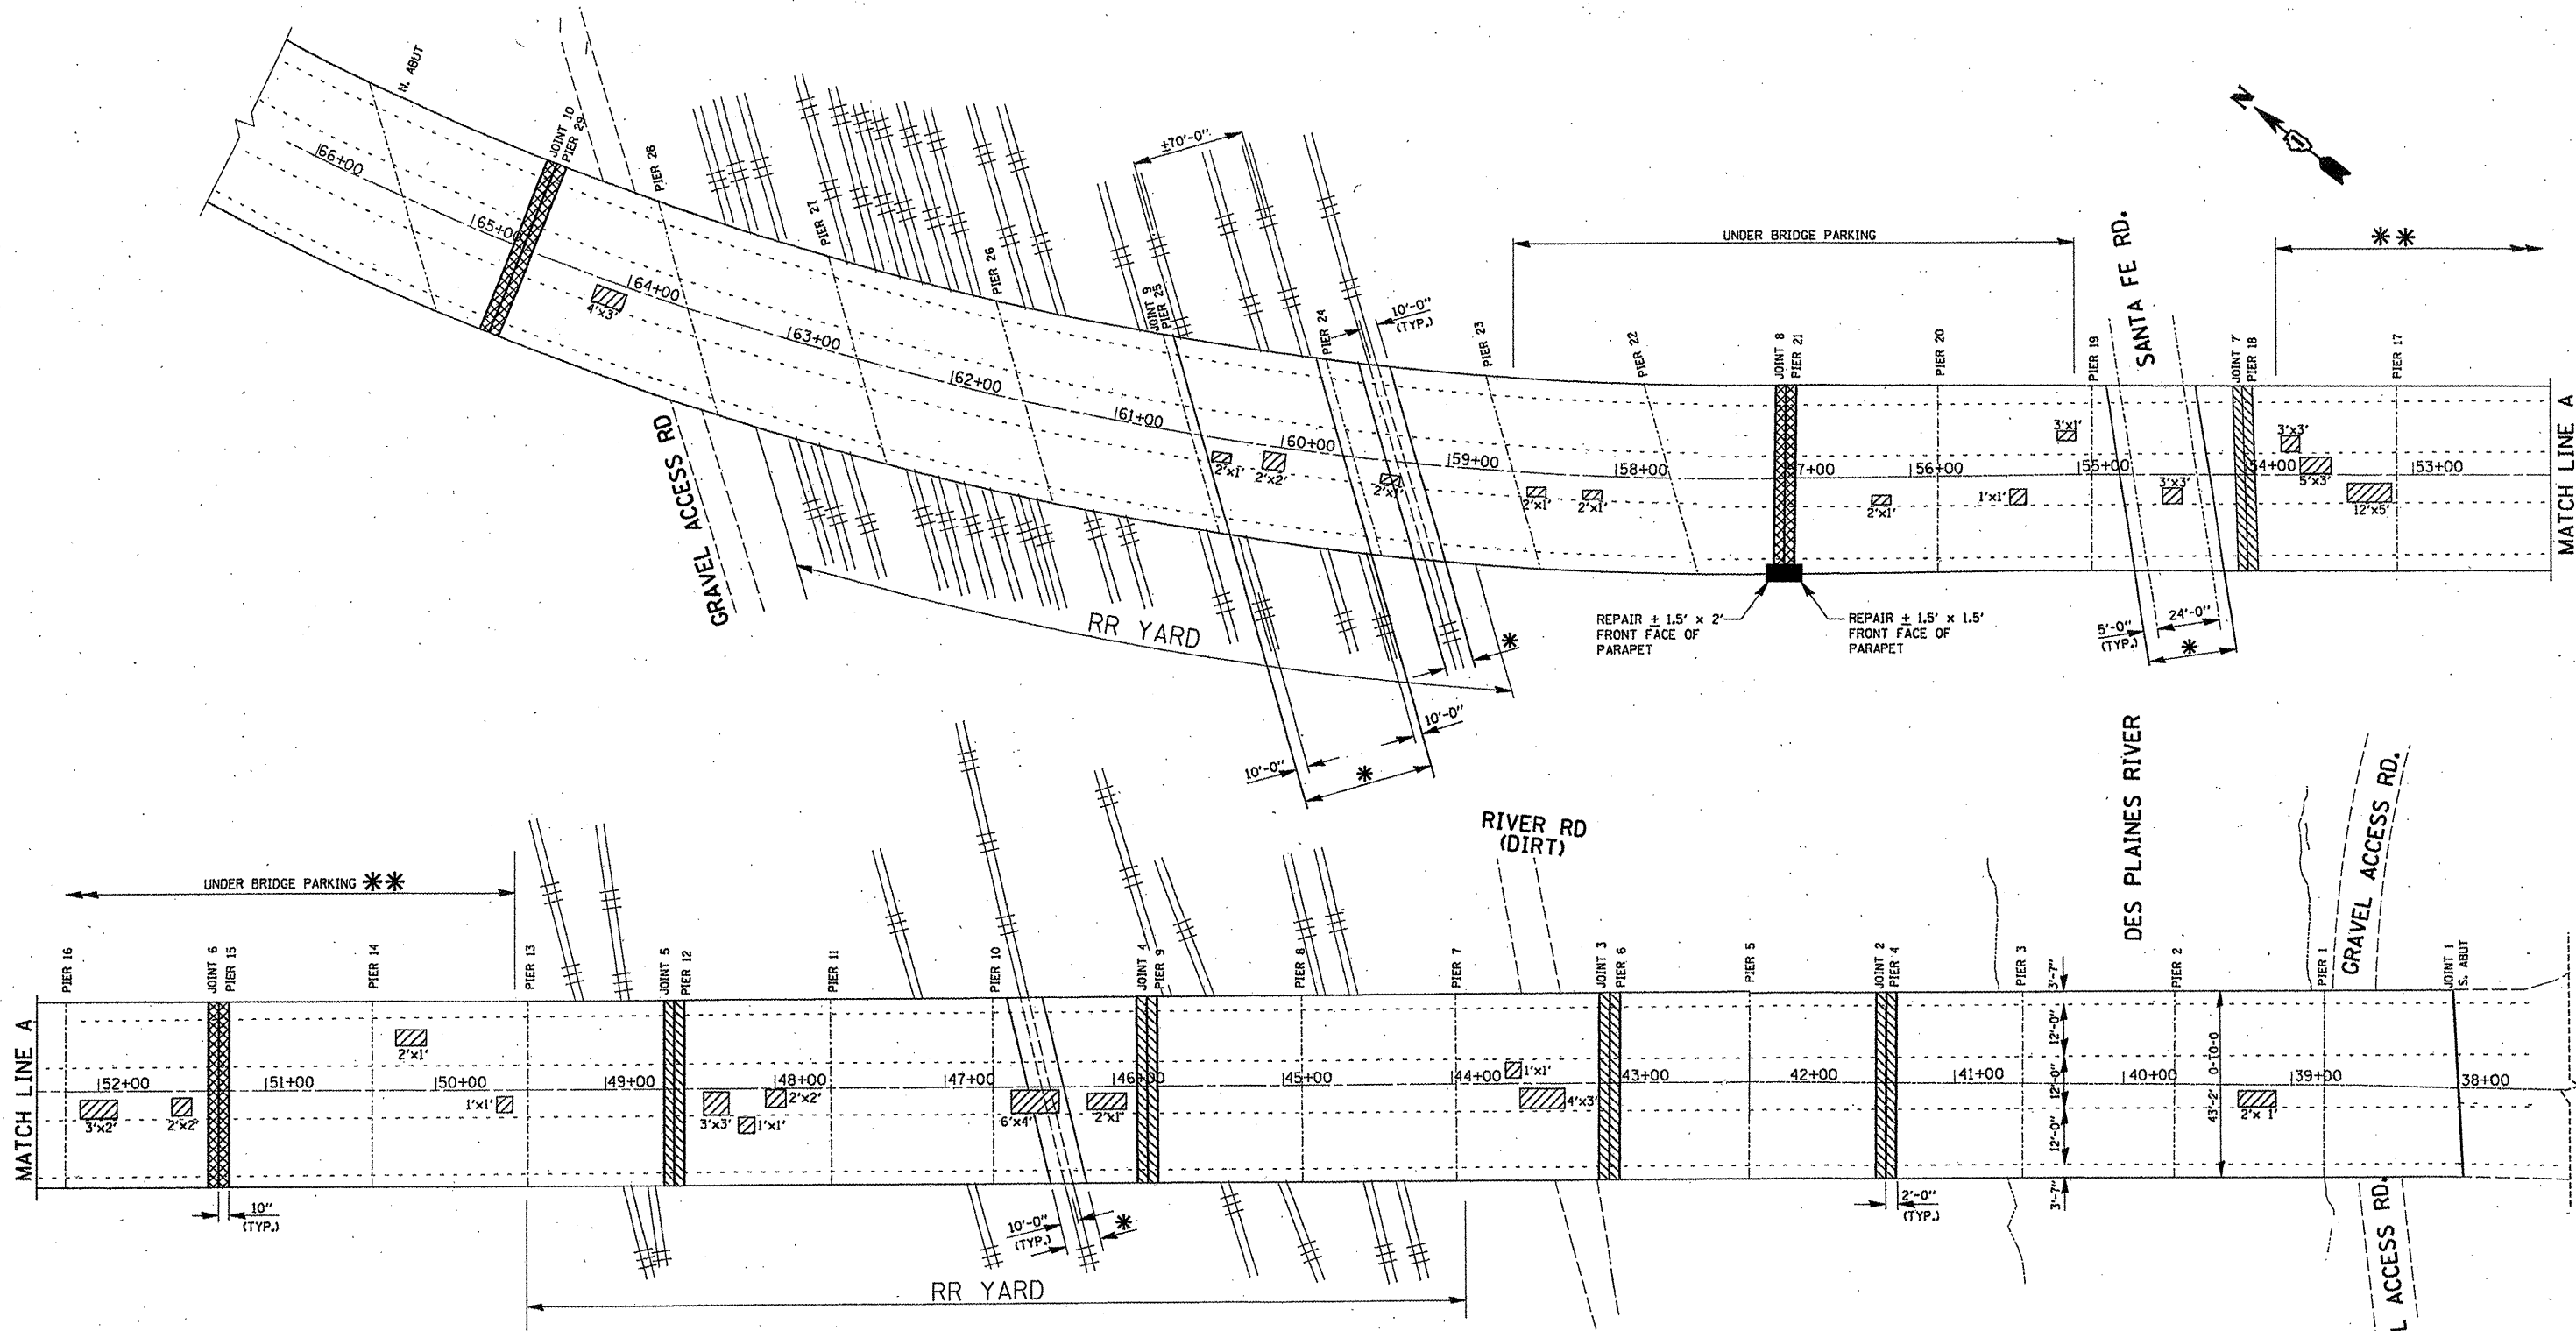 N. ABUT
JOINT 10
PIER 29
PIER 28
PIER 27
PIER 26
JOINT 9
PIER 25
PIER 24
PIER 23
PIER 22
JOINT 8
PIER 21
PIER 20
PIER 19
JOINT 7
PIER 18
PIER 17
±70'-0"
10'-0"
(TYP.)
UNDER BRIDGE PARKING
SANTA FE RD.
**
N
66+00
65+00
64+00
63+00
62+00
61+00
60+00
59+00
58+00
57+00
56+00
55+00
54+00
53+00
4'x3'
2'x1'
2'x2'
2'x1'
2'x1'
2'x1'
2'x1'
1'x1'
3'x1'
3'x3'
3'x3'
5'x3'
12'x5'
MATCH LINE A
GRAVEL ACCESS RD
RR YARD
*
10'-0"
10'-0"
*
REPAIR ± 1.5' x 2'
FRONT FACE OF
PARAPET
REPAIR ± 1.5' x 1.5'
FRONT FACE OF
PARAPET
5'-0"
(TYP.)
24'-0"
*
UNDER BRIDGE PARKING **
RIVER RD
(DIRT)
DES PLAINES RIVER
GRAVEL ACCESS RD.
MATCH LINE A
PIER 16
JOINT 6
PIER 15
PIER 14
PIER 13
JOINT 5
PIER 12
PIER 11
PIER 10
JOINT 4
PIER 9
PIER 8
PIER 7
JOINT 3
PIER 6
PIER 5
JOINT 2
PIER 4
PIER 3
PIER 2
PIER 1
JOINT 1
S. ABUT
52+00
51+00
50+00
49+00
48+00
47+00
46+00
45+00
44+00
43+00
42+00
41+00
40+00
39+00
38+00
3'x2'
2'x2'
2'x1'
1'x1'
3'x3'
1'x1'
2'x2'
6'x4'
2'x1'
1'x1'
4'x3'
2'x 1'
3'-7"
12'-0"
12'-0"
12'-0"
3'-7"
43'-2" O-TO-O
10"
(TYP.)
10'-0"
(TYP.)
*
2'-0"
(TYP.)
RR YARD
L ACCESS RD.